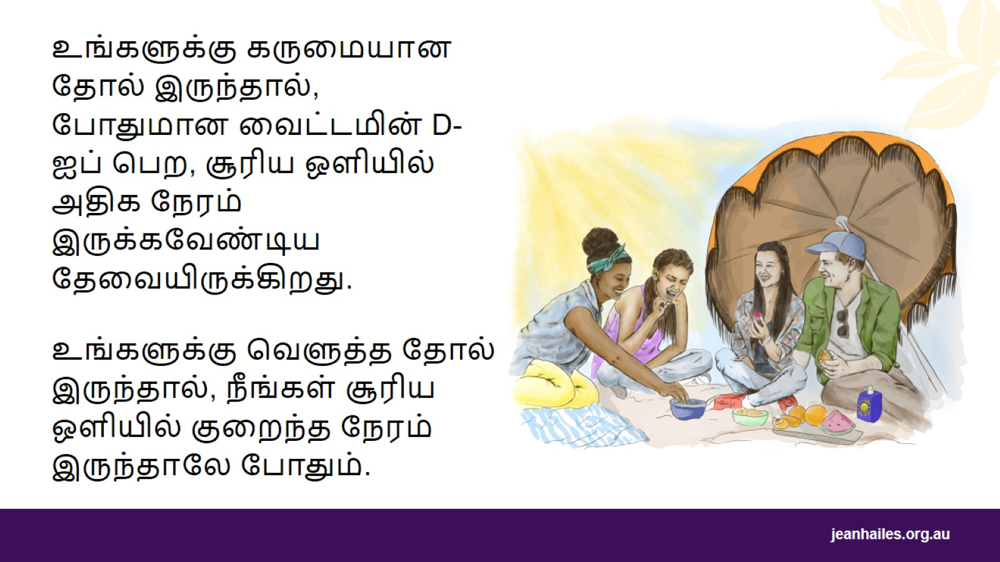 உங்களுக்கு கருமையான
தோல் இருந்தால்,
போதுமான வைட்டமின் D-
ஐப் பெற, சூரிய ஒளியில்
அதிக நேரம்
இருக்கவேண்டிய
தேவையிருக்கிறது.
உங்களுக்கு வெளுத்த தோல்
இருந்தால், நீங்கள் சூரிய
ஒளியில் குறைந்த நேரம்
இருந்தாலே போதும்.
jeanhailes.org.au